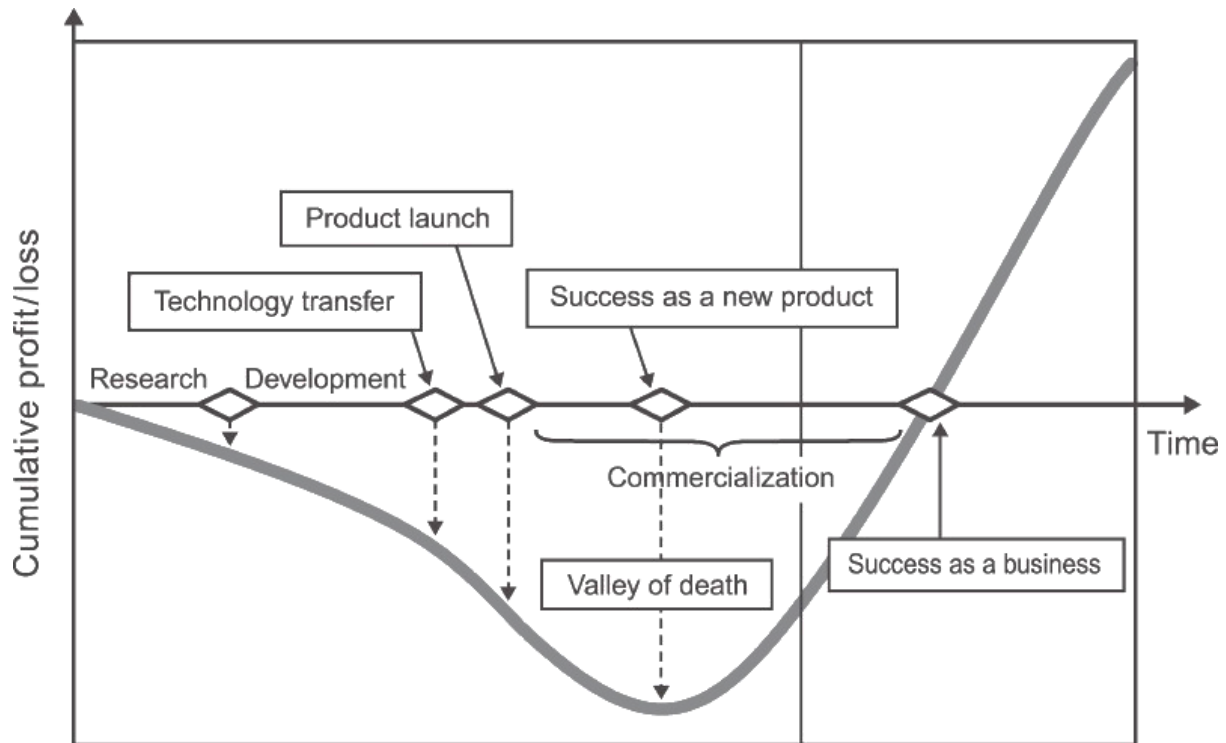 Product launch
Technology transfer
Success as a new product
Research
Development
Time
Commercialization
Success as a business
Valley of death
Cumulative profit/loss